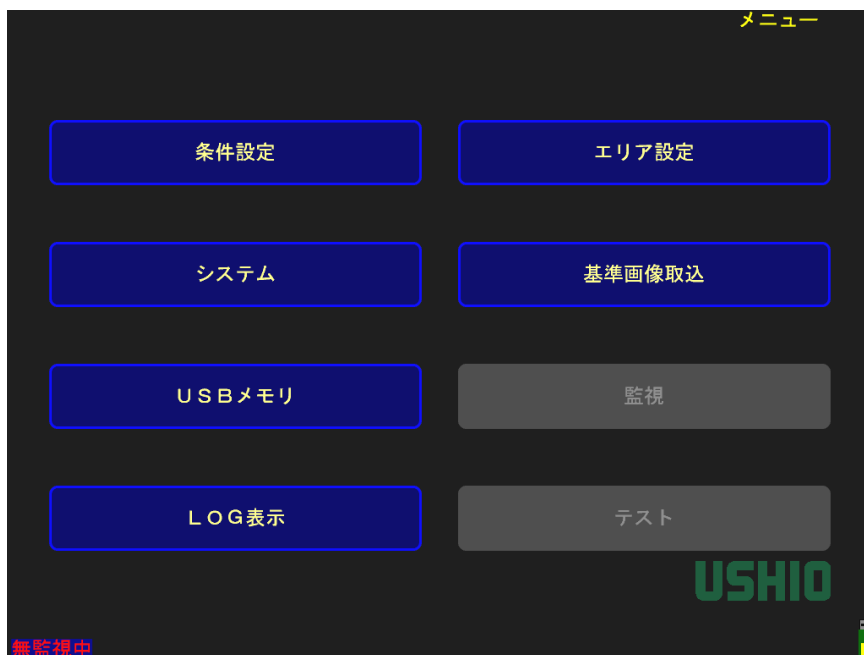 メニュー
条件設定
エリア設定
システム
基準画像取込
ＵＳＢメモリ
監視
ＬＯＧ表示
テスト
USHIO
無監視中